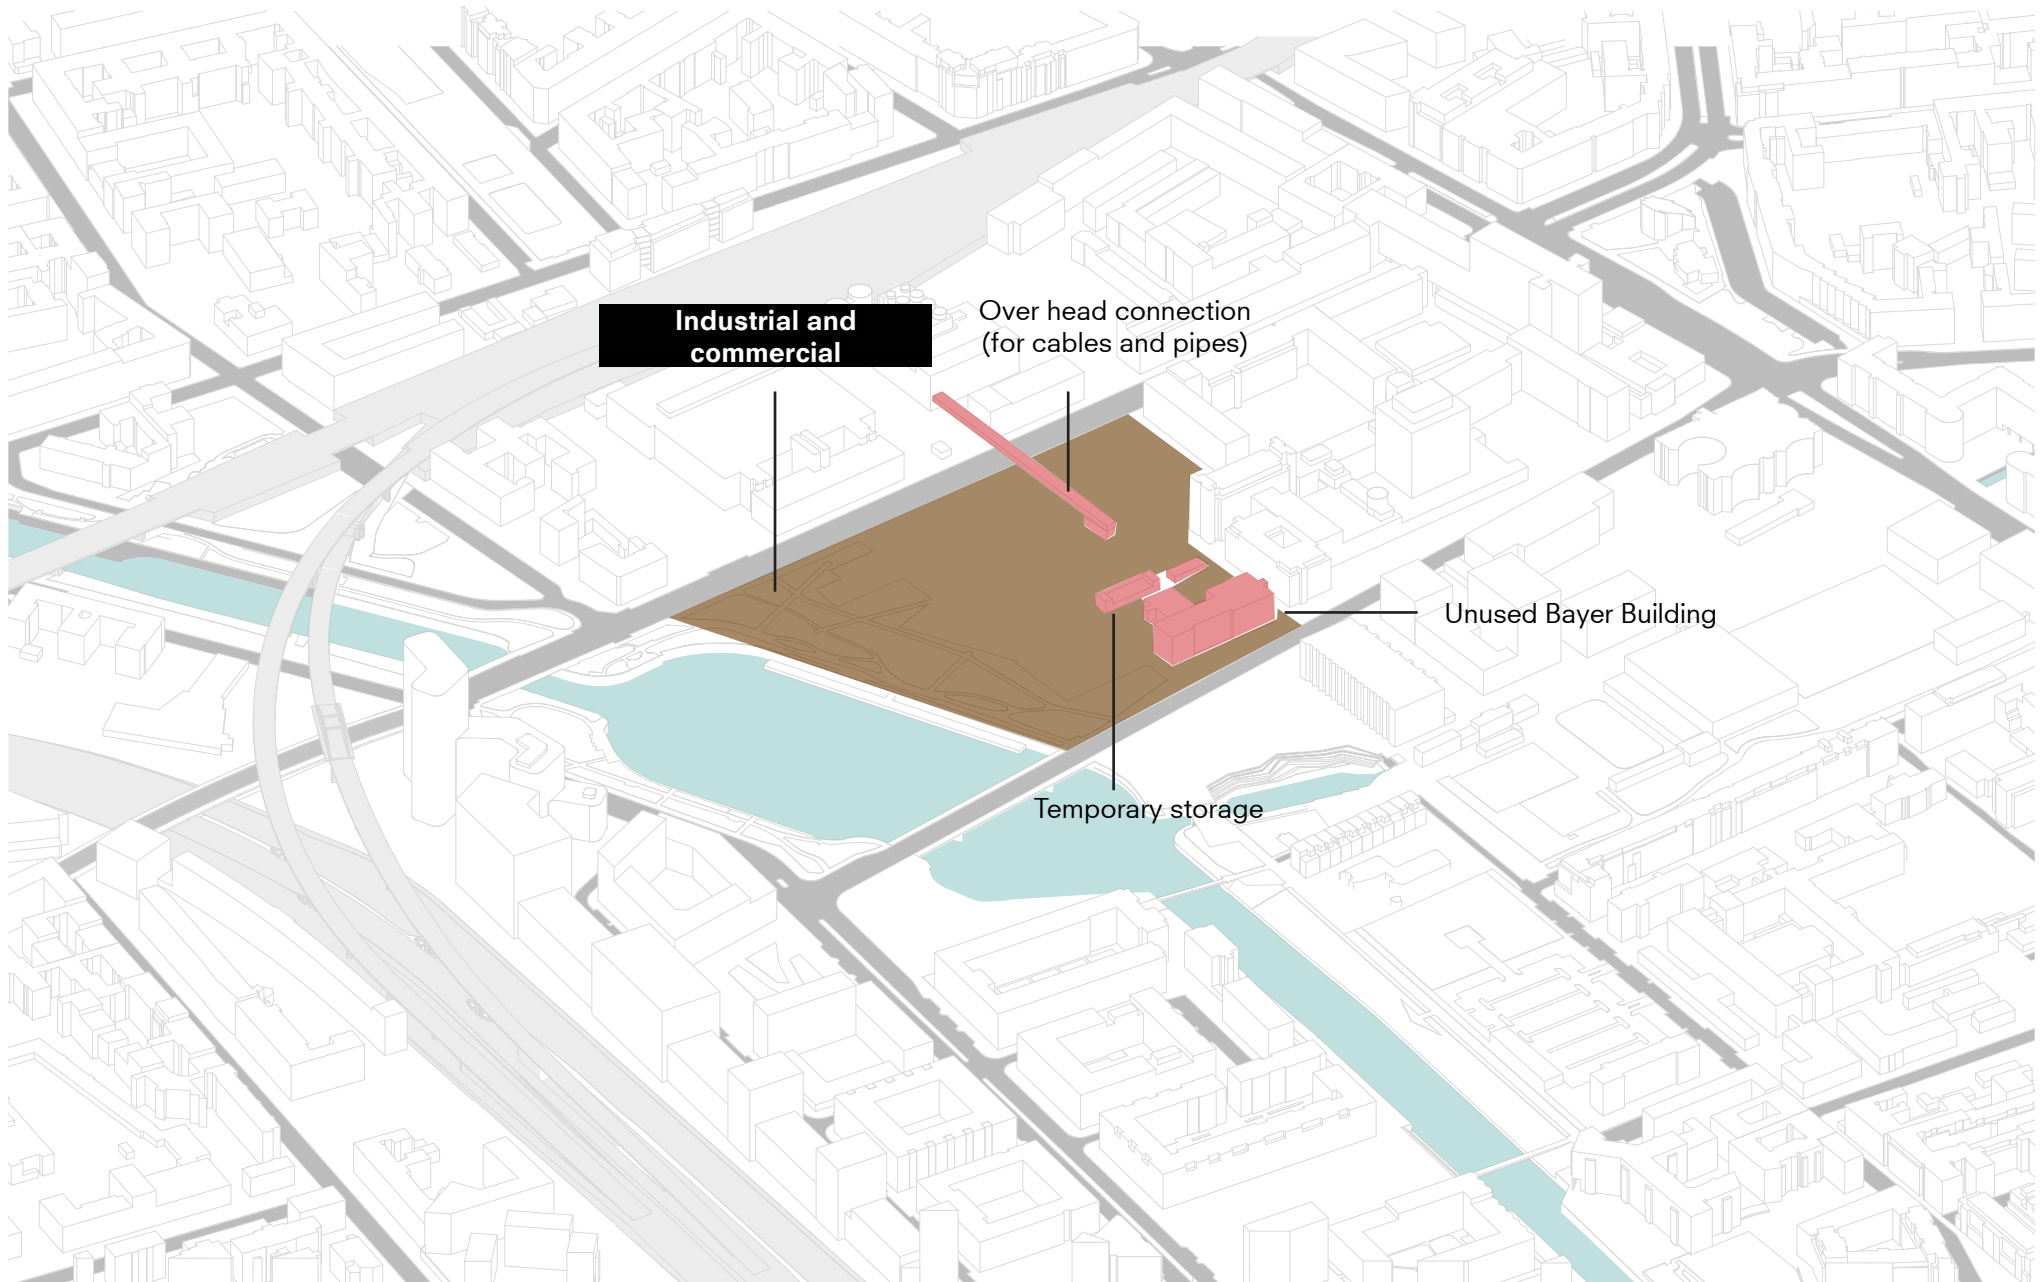 Industrial and
commercial
Over head connection
(for cables and pipes)
Unused Bayer Building
Temporary storage